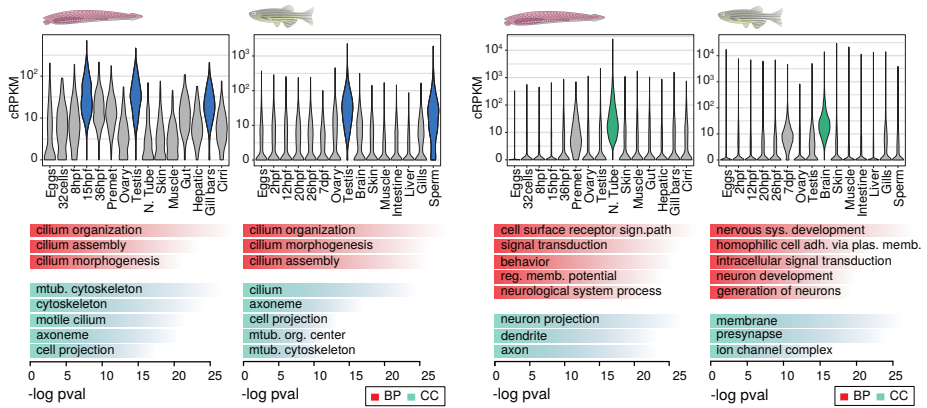 cRPKM
10²
10
0
Eggs
32cells
8hpf
15hpf
36hpf
Premet
Ovary
Testis
N. Tube
Skin
Muscle
Gut
Hepatic
Gill bars
Cirri
10³
10²
10
0
Eggs
2hpf
12hpf
20hpf
26hpf
7dpf
Ovary
Testis
Brain
Skin
Muscle
Intestine
Liver
Gills
Sperm
cilium organization
cilium assembly
cilium morphogenesis
mtub. cytoskeleton
cytoskeleton
motile cilium
axoneme
cell projection
0 5 10 15 20 25
-log pval
cilium organization
cilium morphogenesis
cilium assembly
cilium
axoneme
cell projection
mtub. org. center
mtub. cytoskeleton
0 5 10 15 20 25
-log pval
BP CC
cRPKM
10⁴
10³
10²
10
0
Eggs
32cells
8hpf
15hpf
36hpf
Premet
Ovary
Testis
N. Tube
Skin
Muscle
Gut
Hepatic
Gill bars
Cirri
10⁴
10³
10²
10
0
Eggs
2hpf
12hpf
20hpf
26hpf
7dpf
Ovary
Testis
Brain
Skin
Muscle
Intestine
Liver
Gills
Sperm
cell surface receptor sign.path
signal transduction
behavior
reg. memb. potential
neurological system process
neuron projection
dendrite
axon
0 5 10 15 20 25
-log pval
nervous sys. development
homophilic cell adh. via plas. memb.
intracellular signal transduction
neuron development
generation of neurons
membrane
presynapse
ion channel complex
0 5 10 15 20 25
-log pval
BP CC